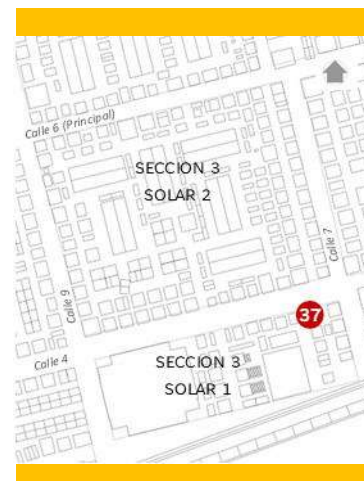 Calle 6 (Principal)
SECCION 3
SOLAR 2
Calle 7
Calle 9
37
Calle 4
SECCION 3
SOLAR 1